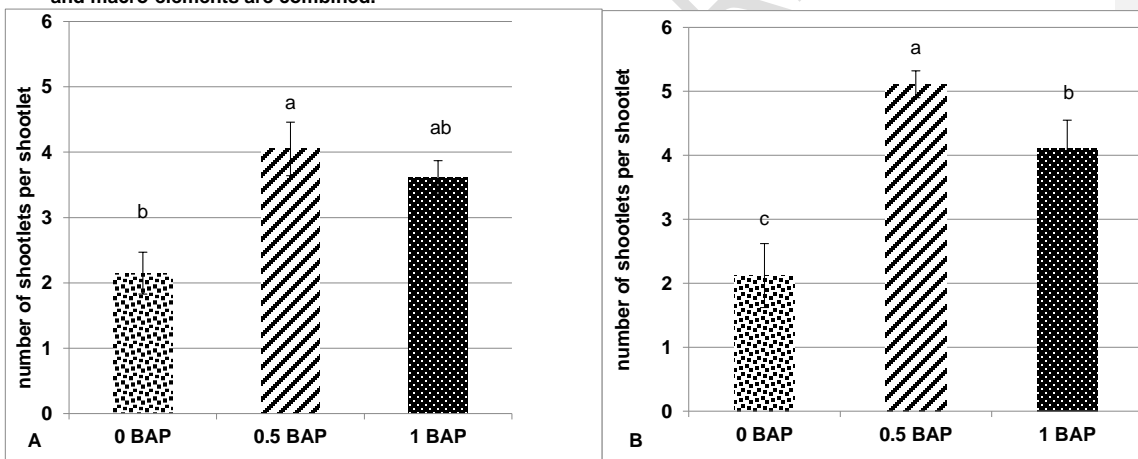 and macro elements are combined.
6
5
4
3
2
1
0
number of shootlets per shootlet
b
a
ab
A
0 BAP
0.5 BAP
1 BAP
6
5
4
3
2
1
0
number of shootlets per shootlet
c
a
b
B
0 BAP
0.5 BAP
1 BAP